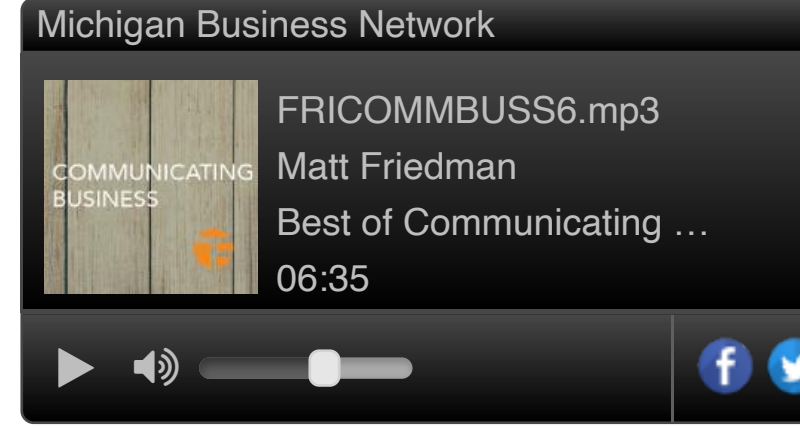 Michigan Business Network
COMMUNICATING
BUSINESS
FRICOMMBUSS6.mp3
Matt Friedman
Best of Communicating …
06:35